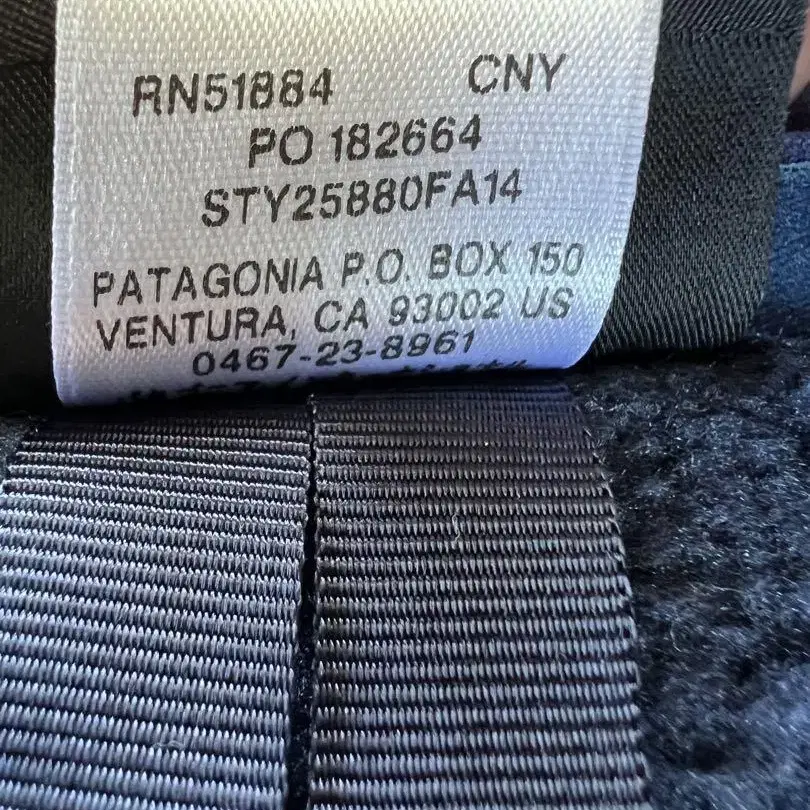 RN51884 CNY
PO 182664
STY25880FA14
PATAGONIA P.O. BOX 150
VENTURA, CA 93002 US
0467-23-8961